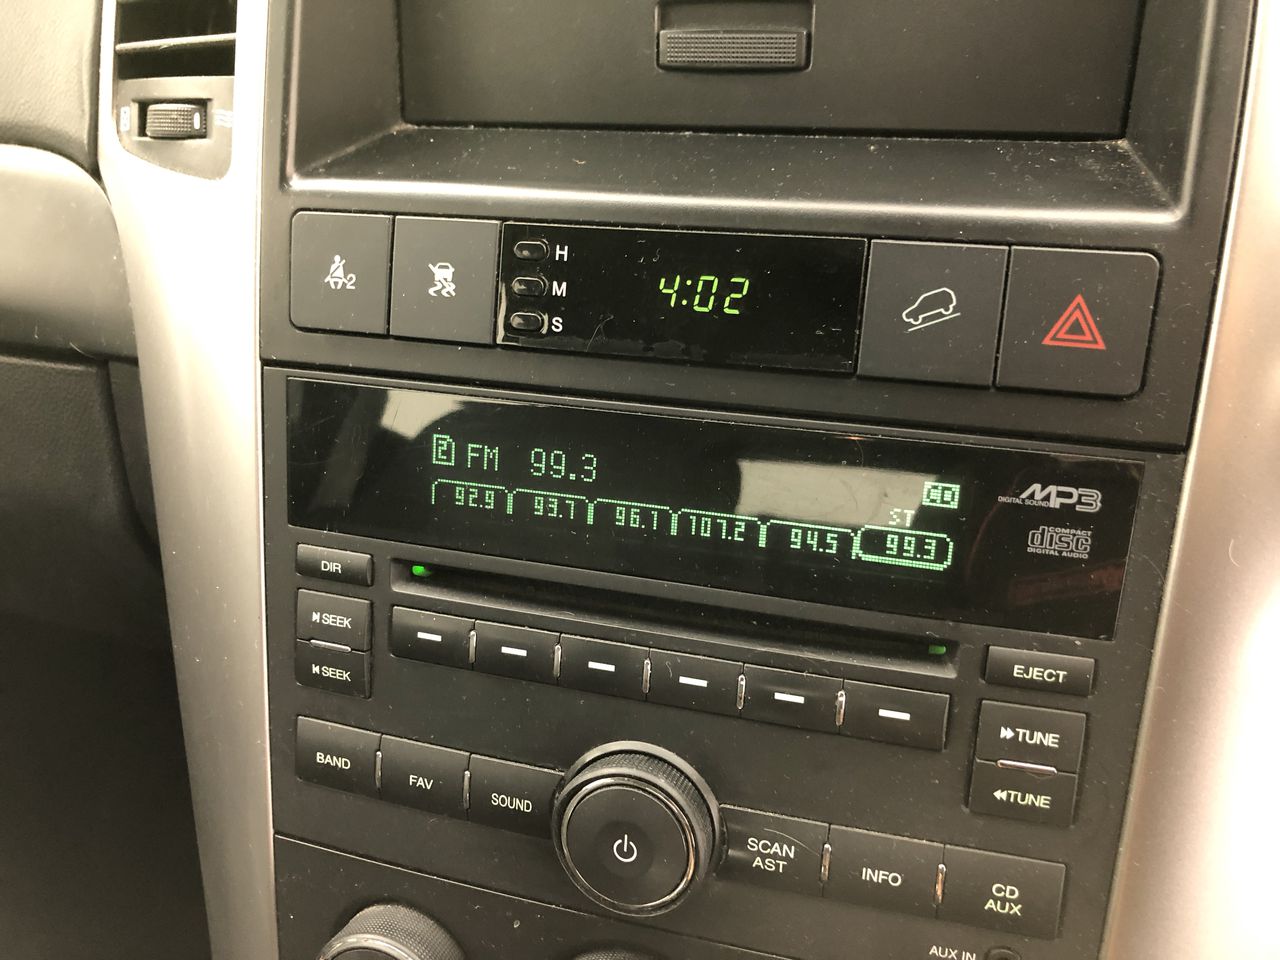 2
H
M
S
4:02
2 FM 99.3
CD
ST
92.9 93.7 96.1 107.2 94.5 99.3
DIGITAL SOUND MP3
COMPACT
disc
DIGITAL AUDIO
DIR
SEEK
SEEK
EJECT
TUNE
TUNE
BAND
FAV
SOUND
SCAN
AST
INFO
CD
AUX
AUX IN